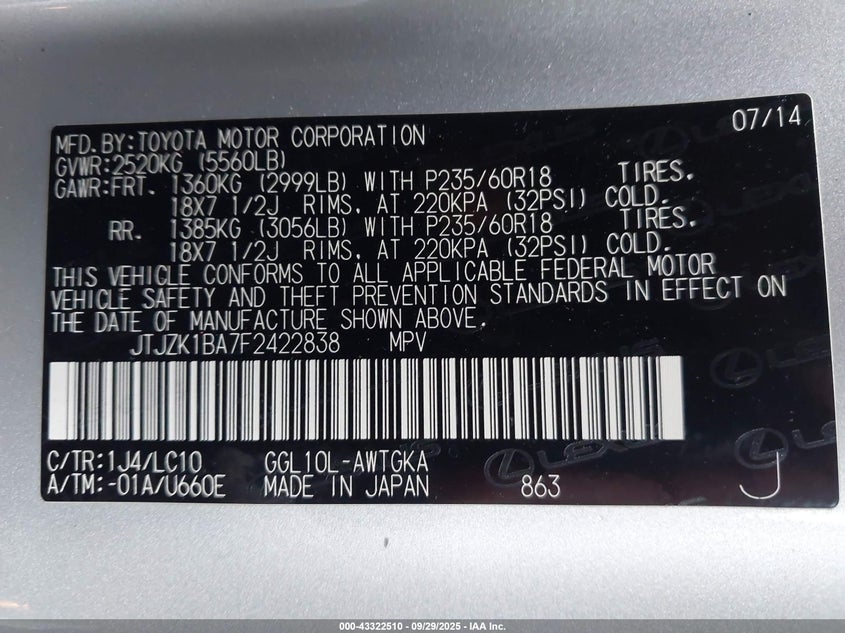 07/14
MFD.BY:TOYOTA MOTOR CORPORATION
GVWR:2520KG (5560LB)
GAWR:FRT. 1360KG (2999LB) WITH P235/60R18 TIRES.
18X7 1/2J RIMS, AT 220KPA (32PSI) COLD.
RR. 1385KG (3056LB) WITH P235/60R18 TIRES.
18X7 1/2J RIMS, AT 220KPA (32PSI) COLD.
THIS VEHICLE CONFORMS TO ALL APPLICABLE FEDERAL MOTOR
VEHICLE SAFETY AND THEFT PREVENTION STANDARDS IN EFFECT ON
THE DATE OF MANUFACTURE SHOWN ABOVE.
JTJZK1BA7F2422838 MPV
C/TR:1J4/LC10 GGL10L-AWTGKA
A/TM:-01A/U660E MADE IN JAPAN 863 J
LEXUS
000-43322510 - 09/29/2025 - IAA Inc.